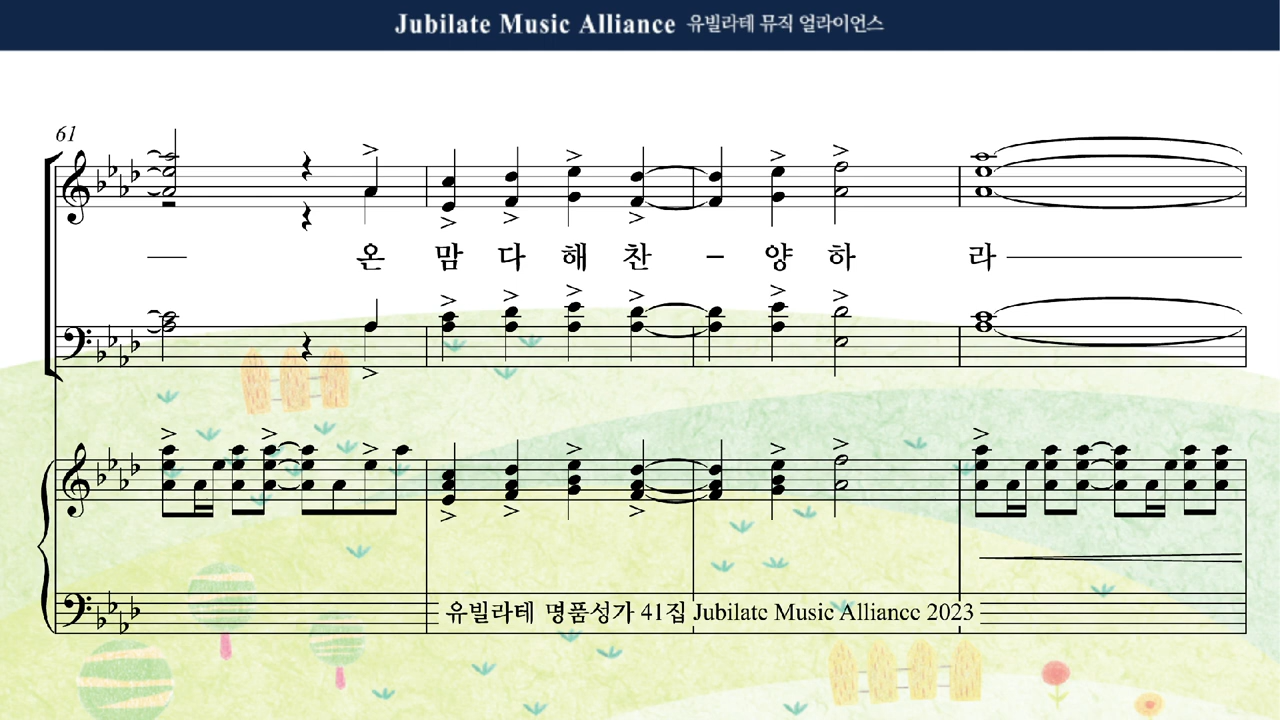 Jubilate Music Alliance 유빌라테 뮤직 얼라이언스
61
온 맘 다 해 찬 - 양 하 라
유빌라테 명품성가 41집 Jubilate Music Alliance 2023